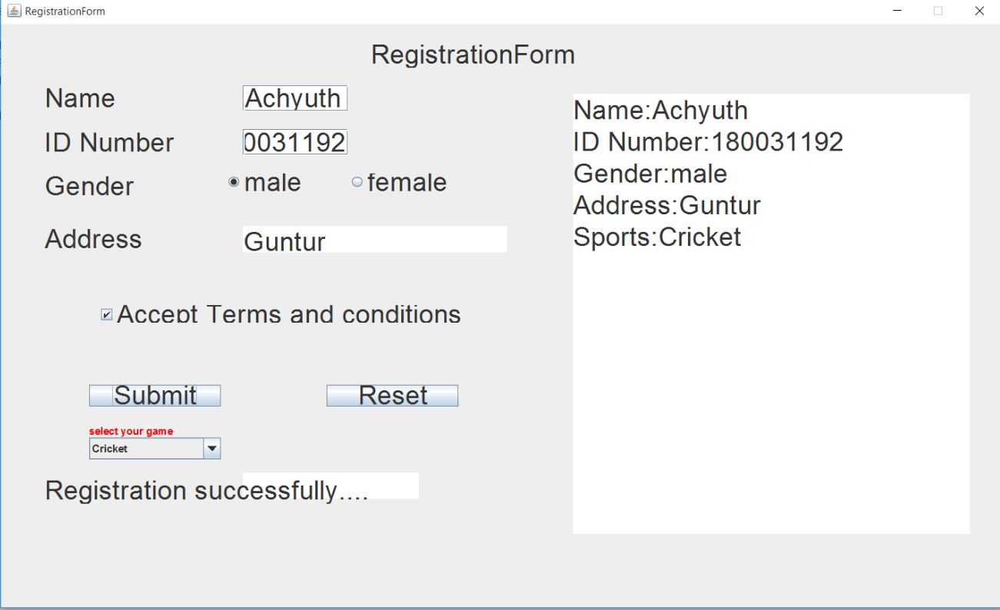 RegistrationForm
RegistrationForm
Name Achyuth
ID Number 0031192
Gender male female
Address Guntur
Accept Terms and conditions
Submit Reset
select your game
Cricket
Registration successfully....
Name:Achyuth
ID Number:180031192
Gender:male
Address:Guntur
Sports:Cricket